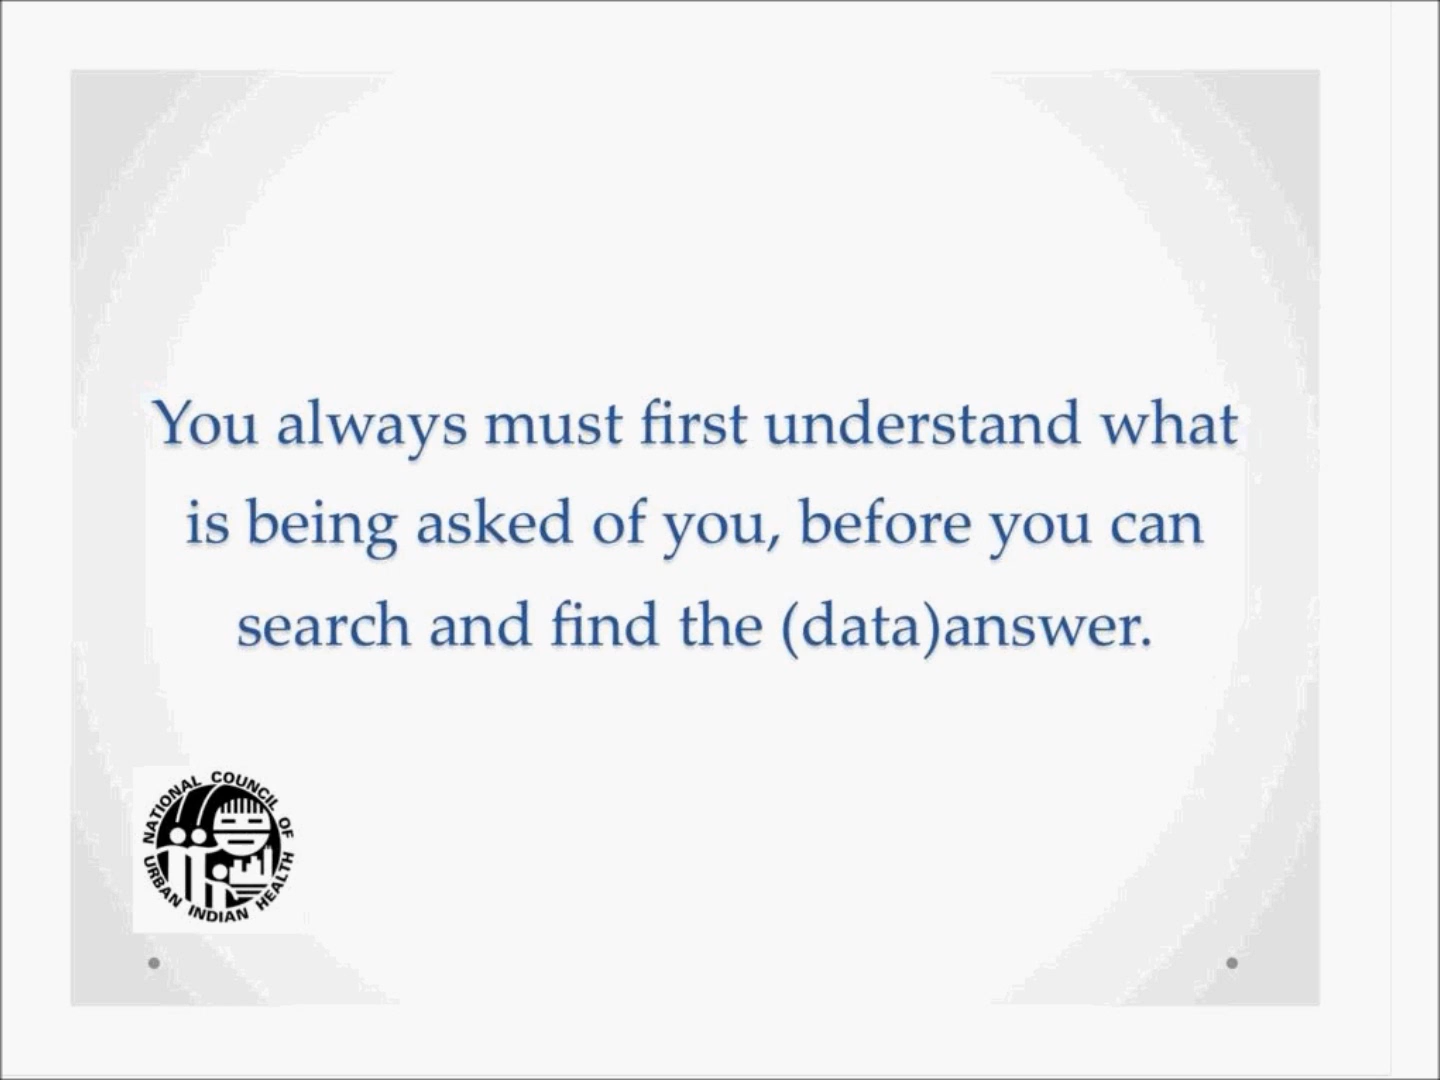 You always must first understand what
is being asked of you, before you can
search and find the (data)answer.
NATIONAL COUNCIL OF
URBAN INDIAN HEALTH